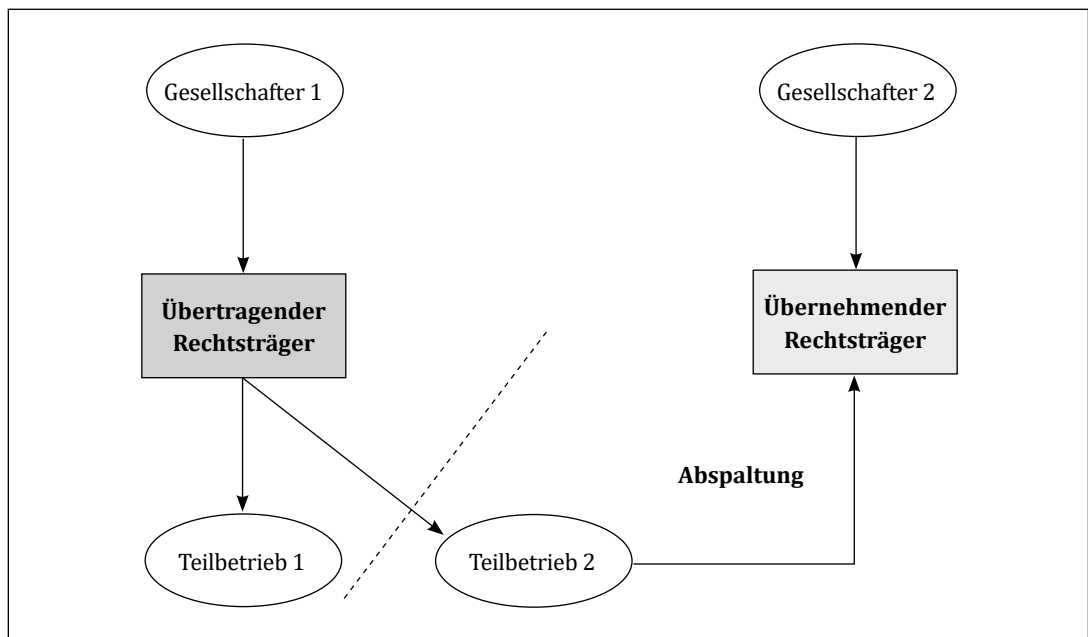 Gesellschafter 1
Gesellschafter 2
Übertragender
Rechtsträger
Übernehmender
Rechtsträger
Abspaltung
Teilbetrieb 1
Teilbetrieb 2